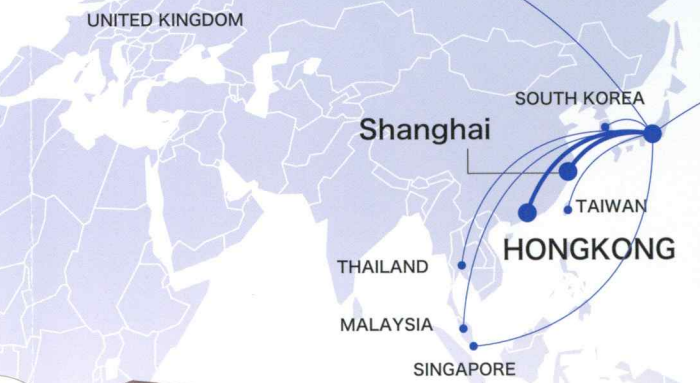 UNITED KINGDOM
SOUTH KOREA
Shanghai
TAIWAN
HONGKONG
THAILAND
MALAYSIA
SINGAPORE